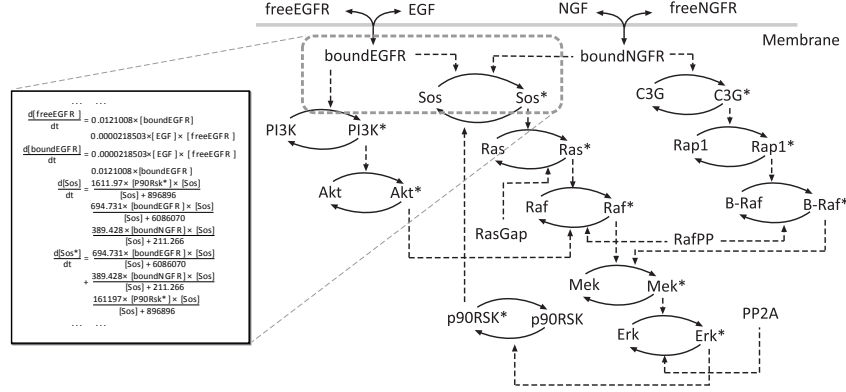 freeEGFR EGF NGF freeNGFR
Membrane
boundEGFR boundNGFR
Sos Sos* C3G C3G*
PI3K PI3K* Ras Ras* Rap1 Rap1*
Akt Akt* Raf Raf* B-Raf B-Raf*
RasGap RafPP
Mek Mek*
p90RSK* p90RSK PP2A
Erk Erk*
... ...
d[freeEGFR]/dt = 0.0121008×[boundEGFR]
0.0000218503×[EGF]×[freeEGFR]
d[boundEGFR]/dt = 0.0000218503×[EGF]×[freeEGFR]
0.0121008×[boundEGFR]
d[Sos]/dt = 1611.97×[P90Rsk*]×[Sos]/[Sos]+896896
694.731×[boundEGFR]×[Sos]/[Sos]+6086070
389.428×[boundNGFR]×[Sos]/[Sos]+211.266
d[Sos*]/dt = 694.731×[boundEGFR]×[Sos]/[Sos]+6086070
+ 389.428×[boundNGFR]×[Sos]/[Sos]+211.266
161197×[P90Rsk*]×[Sos]/[Sos]+896896
... ...